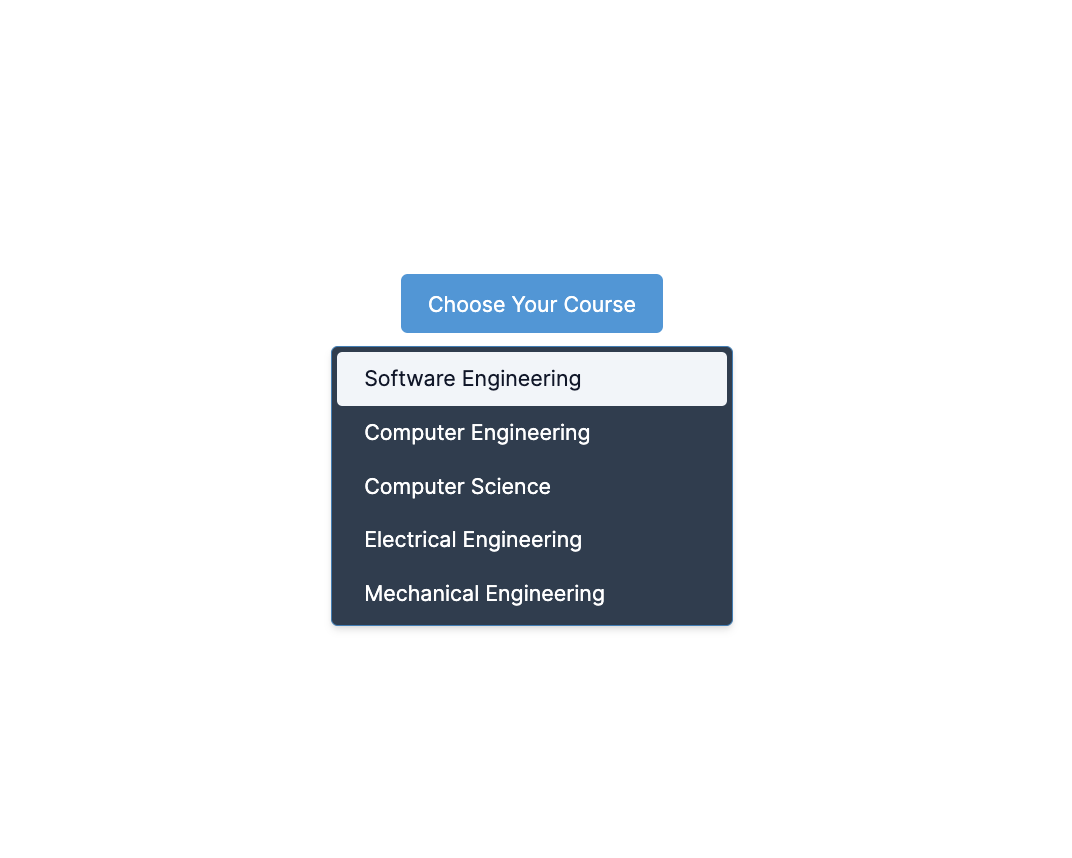 Choose Your Course
Software Engineering
Computer Engineering
Computer Science
Electrical Engineering
Mechanical Engineering